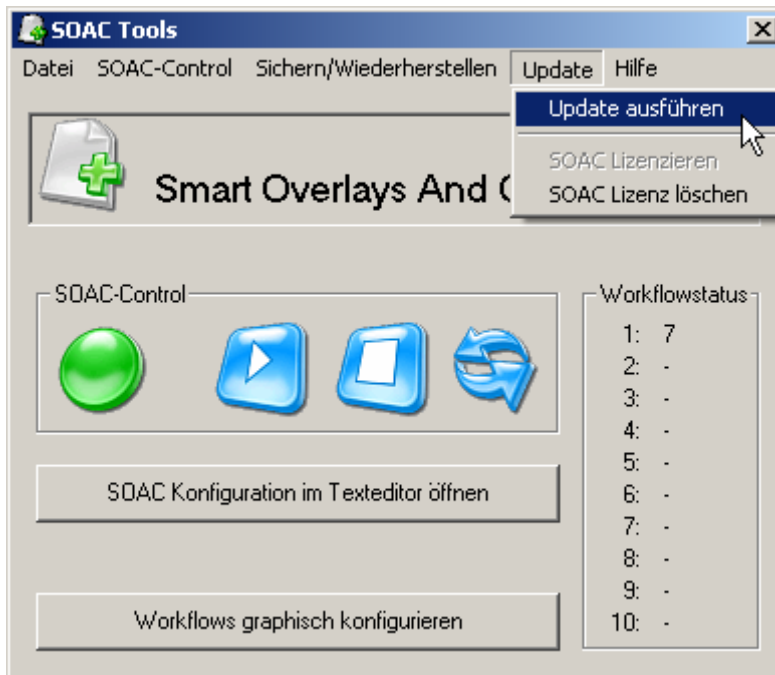 SOAC Tools
Datei SOAC-Control Sichern/Wiederherstellen Update Hilfe
Update ausführen
SOAC Lizenzieren
SOAC Lizenz löschen
Smart Overlays And
SOAC-Control
Workflowstatus
1: 7
2: -
3: -
4: -
5: -
6: -
7: -
8: -
9: -
10: -
SOAC Konfiguration im Texteditor öffnen
Workflows graphisch konfigurieren